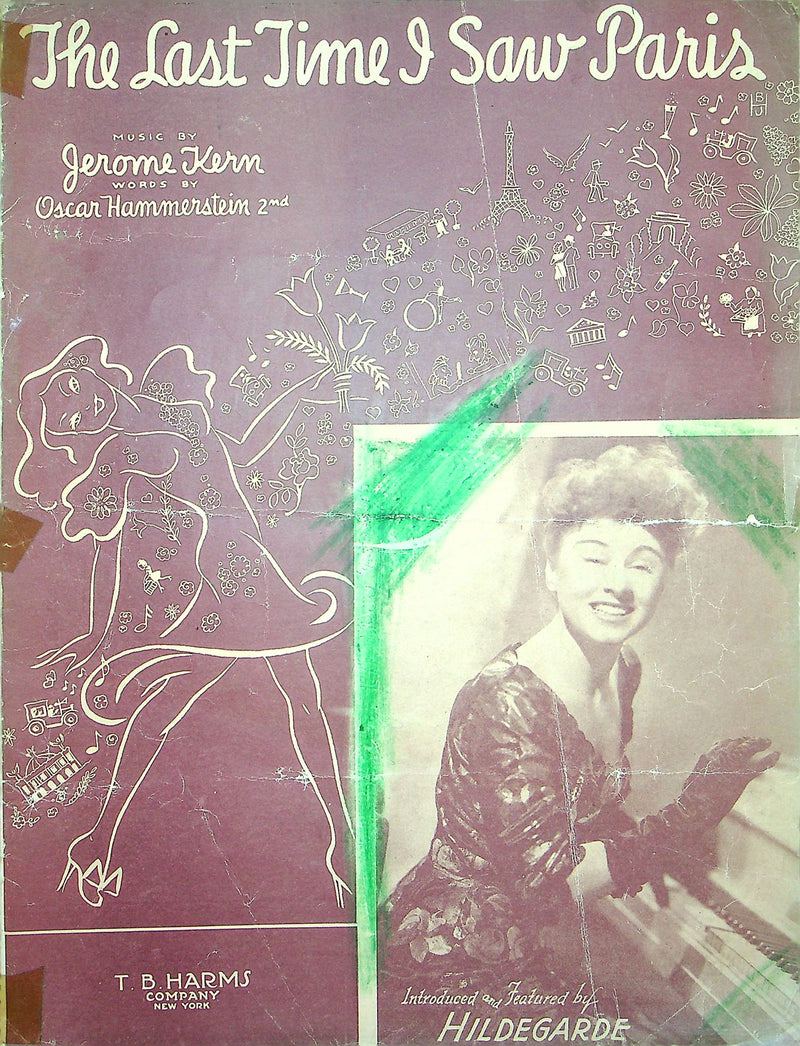 The Last Time I Saw Paris
MUSIC BY
Jerome Kern
WORDS BY
Oscar Hammerstein 2nd
T. B. HARMS
COMPANY
NEW YORK
Introduced and Featured by
HILDEGARDE